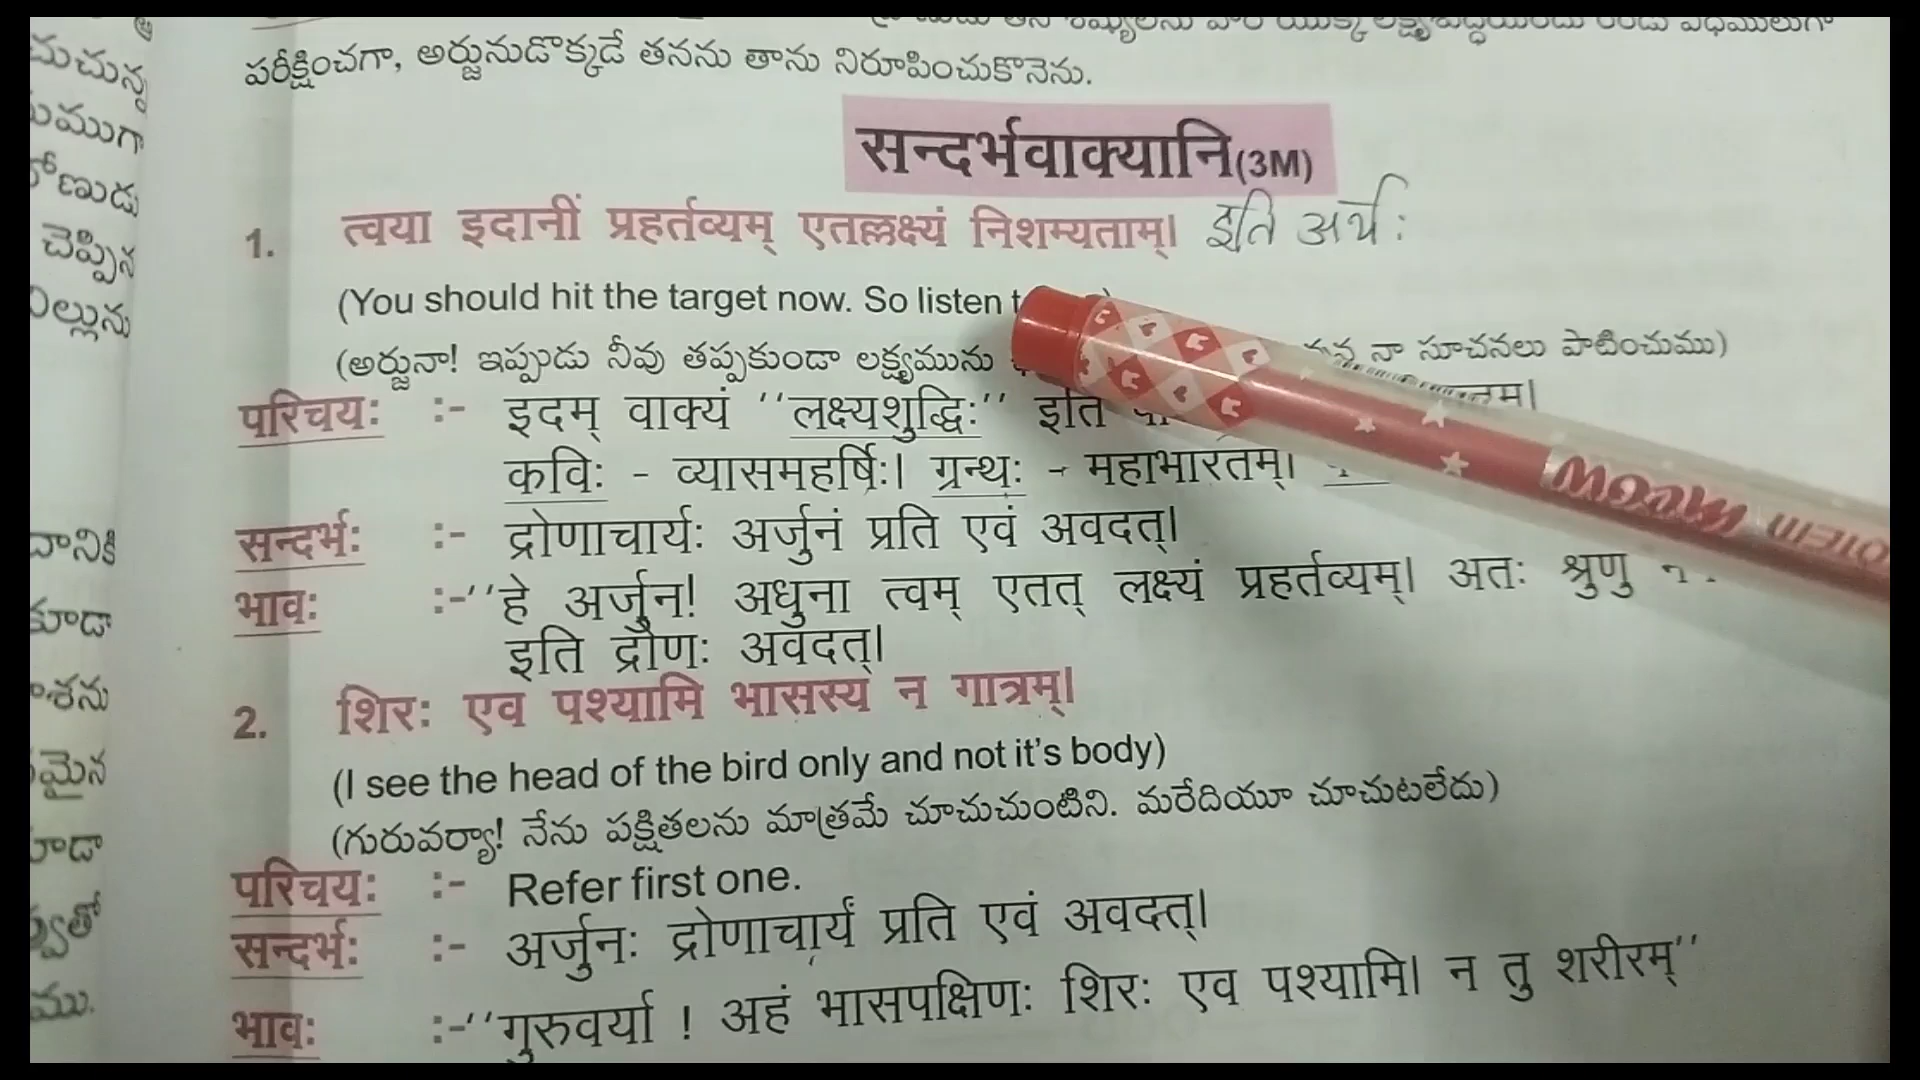 పరీక్షించగా, అర్జునుడొక్కడే తనను తాను నిరూపించుకొనెను.
सन्दर्भवाक्यानि(3M)
1. त्वया इदानीं प्रहर्तव्यम् एतल्लक्ष्यं निशम्यताम्। इति अर्थः
(You should hit the target now. So listen
(అర్జునా! ఇప్పుడు నీవు తప్పకుండా లక్ష్యమును నా సూచనలు పాటించుము)
परिचयः :- इदम् वाक्यं ''लक्ष्यशुद्धिः'' इति
कविः - व्यासमहर्षिः। ग्रन्थः - महाभारतम्।
सन्दर्भः :- द्रोणाचार्यः अर्जुनं प्रति एवं अवदत्।
भावः :-''हे अर्जुन! अधुना त्वम् एतत् लक्ष्यं प्रहर्तव्यम्। अतः श्रुणु
इति द्रोणः अवदत्।
2. शिरः एव पश्यामि भासस्य न गात्रम्।
(I see the head of the bird only and not it's body)
(గురువర్యా! నేను పక్షితలను మాత్రమే చూచుచుంటిని. మరేదియూ చూచుటలేదు)
परिचयः :- Refer first one.
सन्दर्भः :- अर्जुनः द्रोणाचार्यं प्रति एवं अवदत्।
भावः :-''गुरुवर्या ! अहं भासपक्षिणः शिरः एव पश्यामि। न तु शरीरम्''